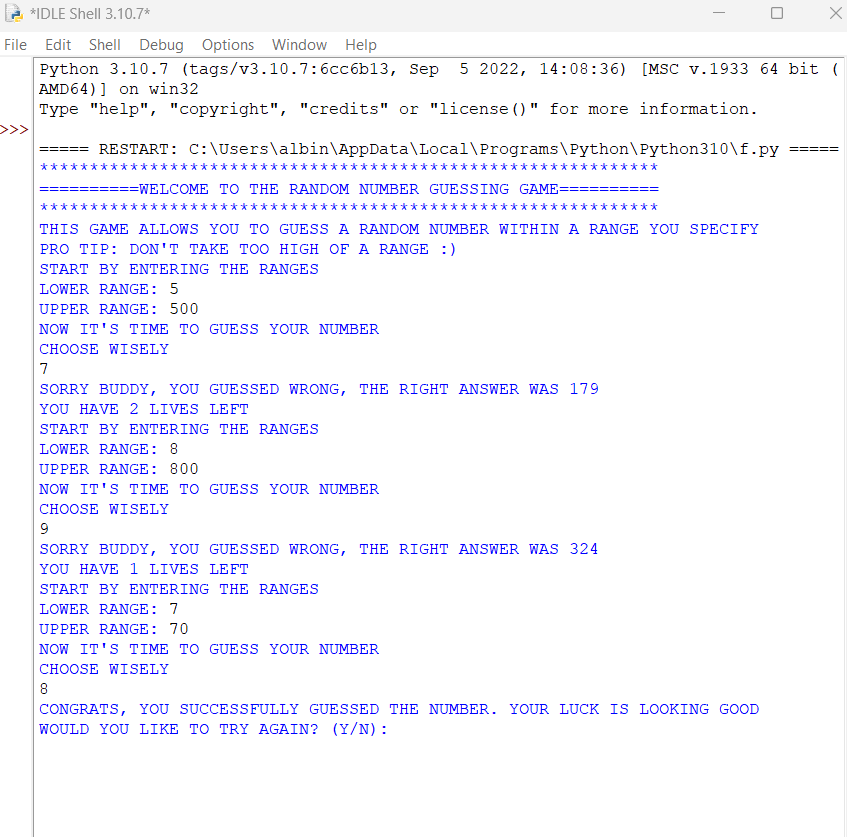 *IDLE Shell 3.10.7*
File Edit Shell Debug Options Window Help
Python 3.10.7 (tags/v3.10.7:6cc6b13, Sep  5 2022, 14:08:36) [MSC v.1933 64 bit (
AMD64)] on win32
Type "help", "copyright", "credits" or "license()" for more information.
>>>
===== RESTART: C:\Users\albin\AppData\Local\Programs\Python\Python310\f.py =====
**************************************************************
==========WELCOME TO THE RANDOM NUMBER GUESSING GAME==========
**************************************************************
THIS GAME ALLOWS YOU TO GUESS A RANDOM NUMBER WITHIN A RANGE YOU SPECIFY
PRO TIP: DON'T TAKE TOO HIGH OF A RANGE :)
START BY ENTERING THE RANGES
LOWER RANGE: 5
UPPER RANGE: 500
NOW IT'S TIME TO GUESS YOUR NUMBER
CHOOSE WISELY
7
SORRY BUDDY, YOU GUESSED WRONG, THE RIGHT ANSWER WAS 179
YOU HAVE 2 LIVES LEFT
START BY ENTERING THE RANGES
LOWER RANGE: 8
UPPER RANGE: 800
NOW IT'S TIME TO GUESS YOUR NUMBER
CHOOSE WISELY
9
SORRY BUDDY, YOU GUESSED WRONG, THE RIGHT ANSWER WAS 324
YOU HAVE 1 LIVES LEFT
START BY ENTERING THE RANGES
LOWER RANGE: 7
UPPER RANGE: 70
NOW IT'S TIME TO GUESS YOUR NUMBER
CHOOSE WISELY
8
CONGRATS, YOU SUCCESSFULLY GUESSED THE NUMBER. YOUR LUCK IS LOOKING GOOD
WOULD YOU LIKE TO TRY AGAIN? (Y/N):